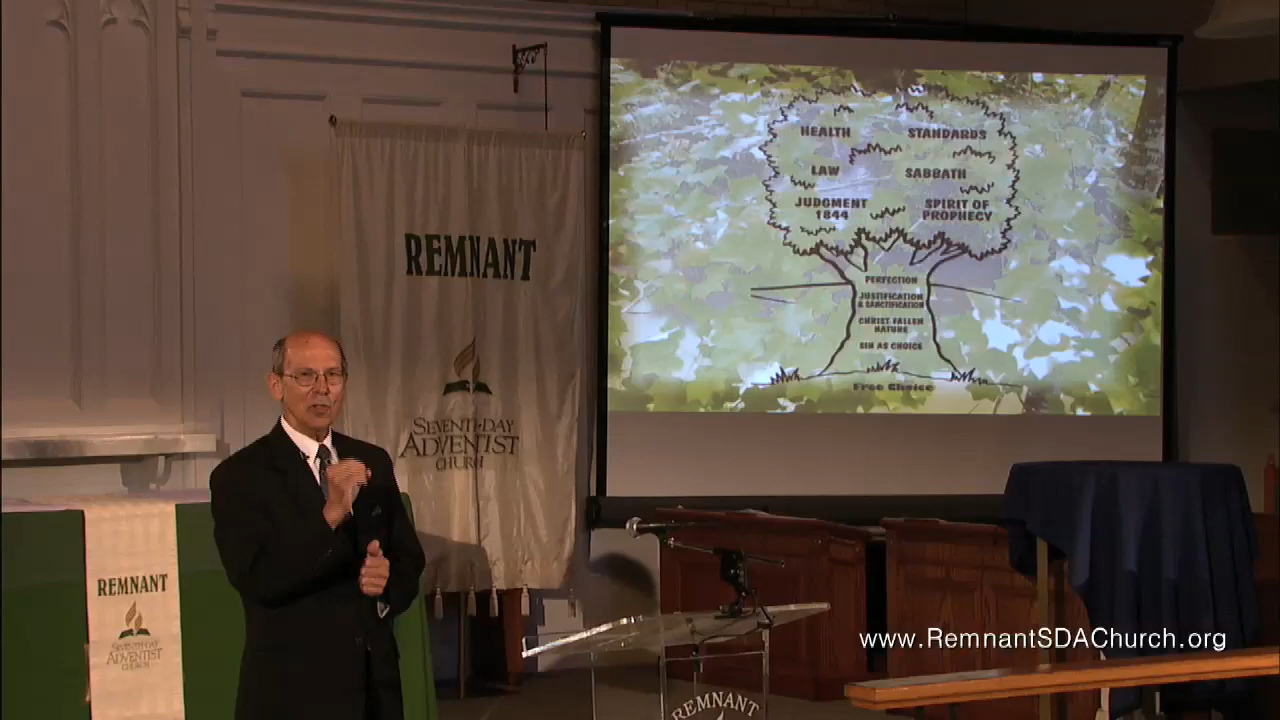 REMNANT
SEVENTH-DAY
ADVENTIST
CHURCH
HEALTH
STANDARDS
LAW
SABBATH
JUDGMENT
1844
SPIRIT OF
PROPHECY
PERFECTION
JUSTIFICATION
& SANCTIFICATION
CHRIST FALLEN
NATURE
SIN AS CHOICE
Free Choice
REMNANT
SEVENTH-DAY
ADVENTIST
CHURCH
www.RemnantSDAChurch.org
REMNANT